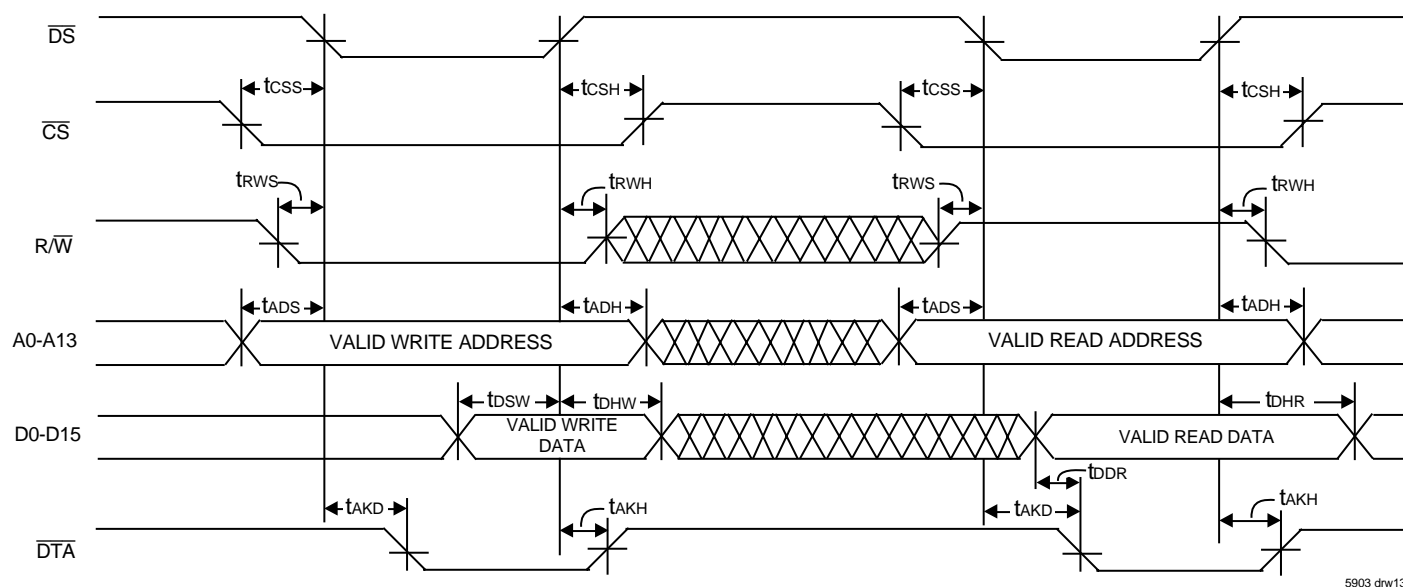 DS
tCSS
tCSH
tCSS
tCSH
CS
tRWS
tRWH
tRWS
tRWH
R/W
tADS
tADH
tADS
tADH
A0-A13
VALID WRITE ADDRESS
VALID READ ADDRESS
tDSW
tDHW
tDHR
D0-D15
VALID WRITE
DATA
VALID READ DATA
tDDR
tAKD
tAKH
tAKD
tAKH
DTA
5903 drw13